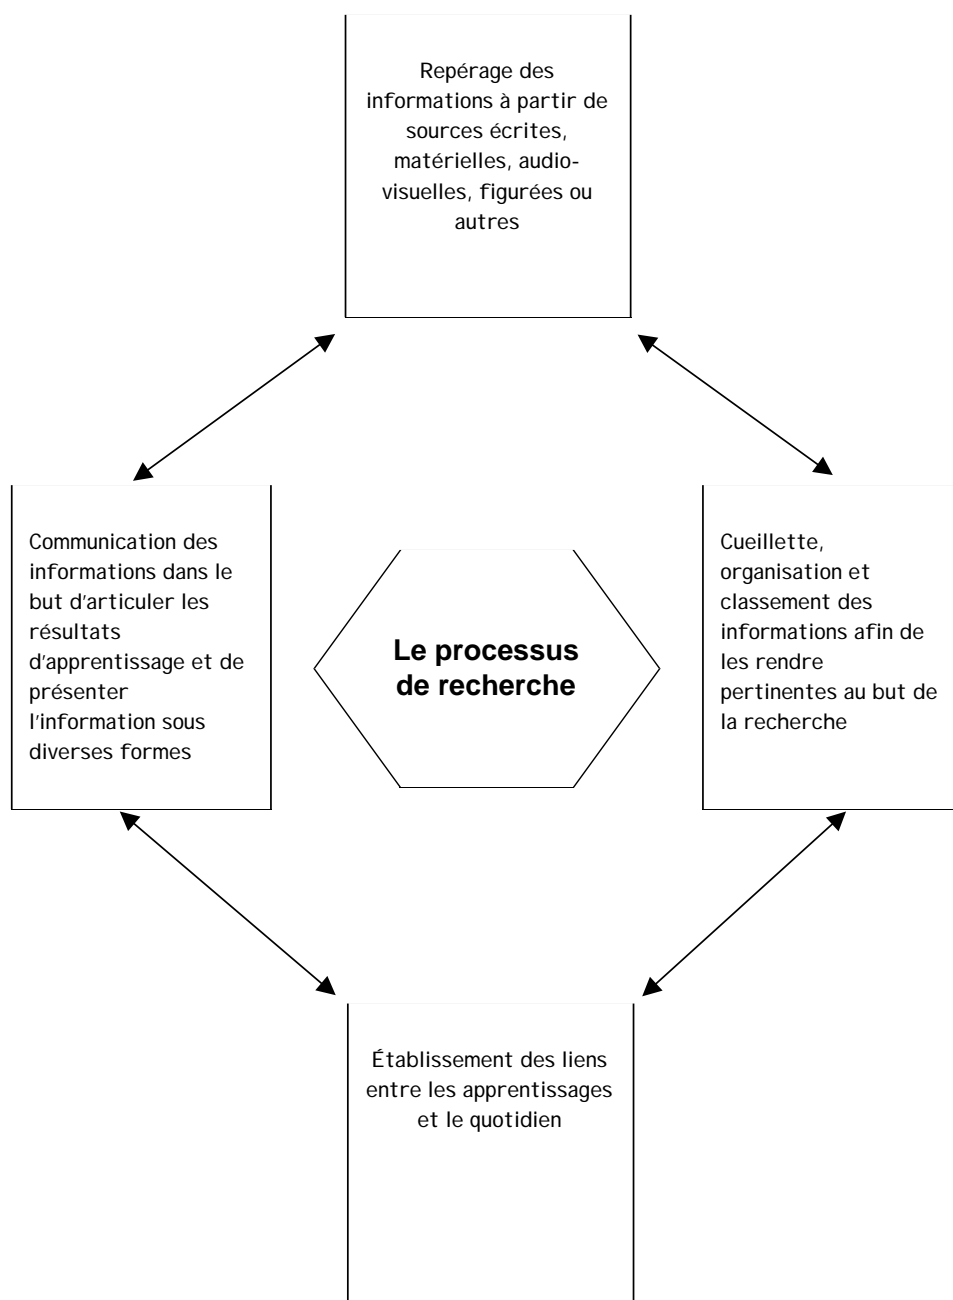 Repérage des
informations à partir de
sources écrites,
matérielles, audio-
visuelles, figurées ou
autres
Communication des
informations dans le
but d'articuler les
résultats
d'apprentissage et de
présenter
l'information sous
diverses formes
Le processus
de recherche
Cueillette,
organisation et
classement des
informations afin de
les rendre
pertinentes au but de
la recherche
Établissement des liens
entre les apprentissages
et le quotidien